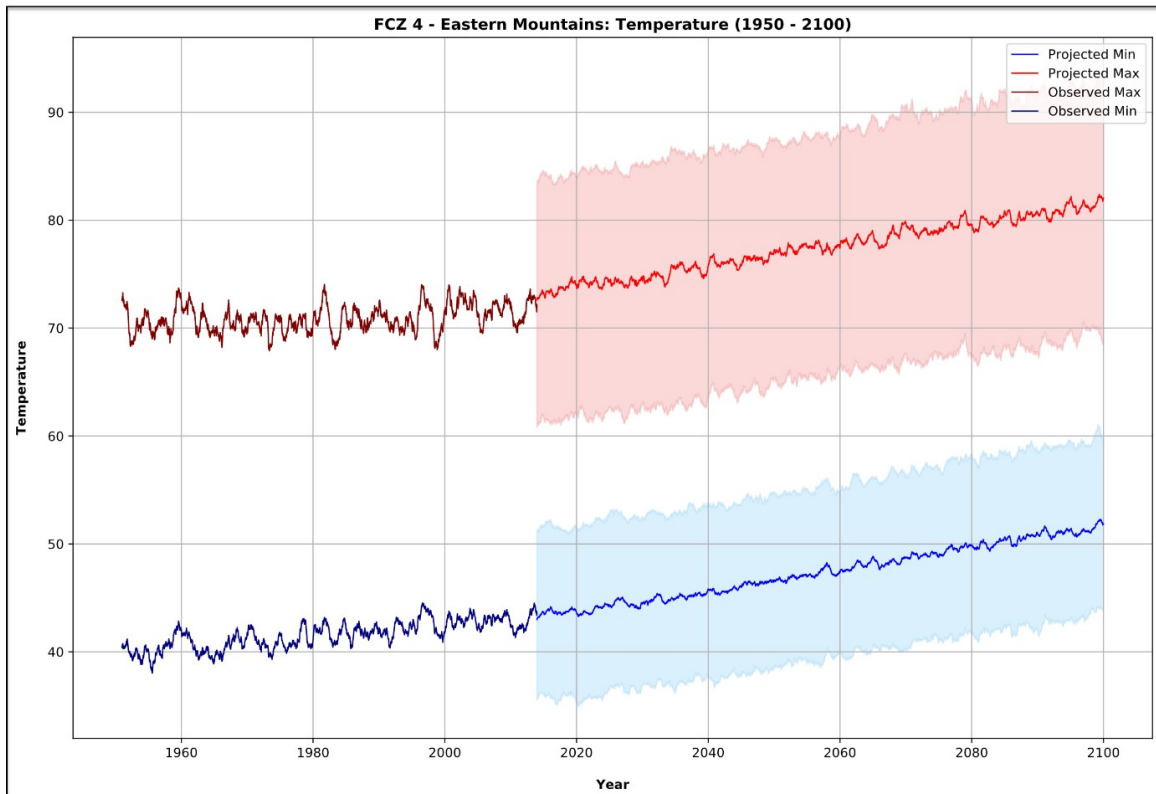 FCZ 4 - Eastern Mountains: Temperature (1950 - 2100)
Projected Min
Projected Max
Observed Max
Observed Min
90
80
70
60
50
40
Temperature
1960
1980
2000
2020
2040
2060
2080
2100
Year